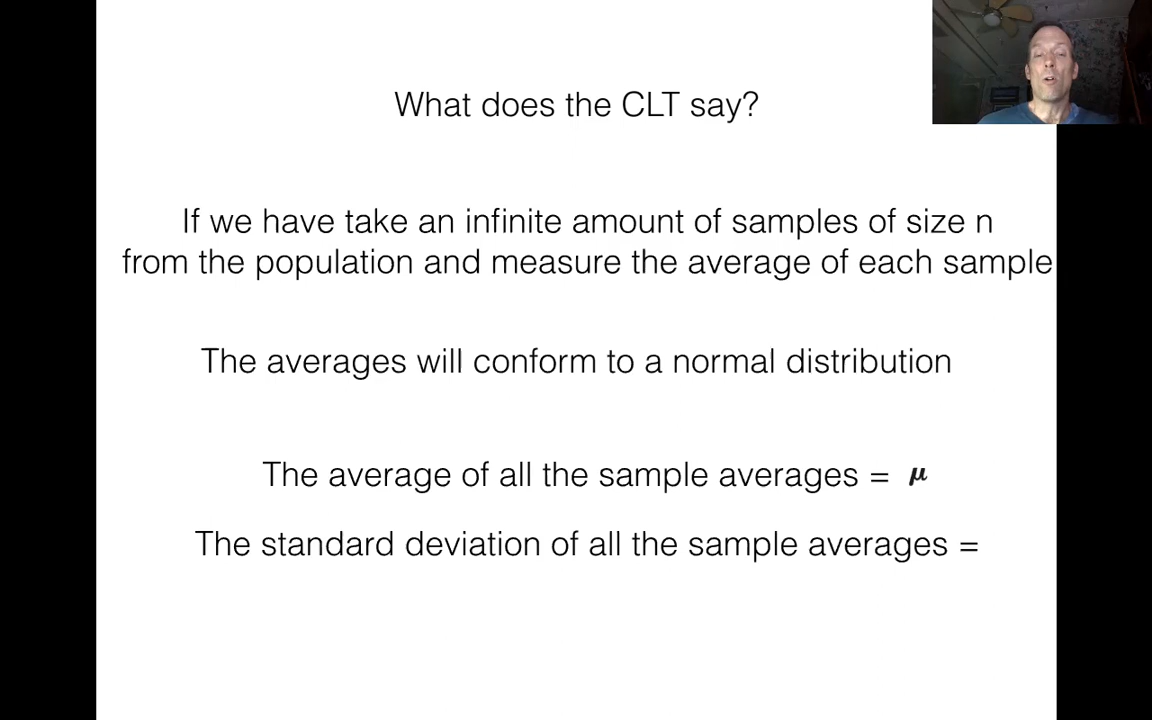 What does the CLT say?
If we have take an infinite amount of samples of size n
from the population and measure the average of each sample
The averages will conform to a normal distribution
The average of all the sample averages = μ
The standard deviation of all the sample averages =